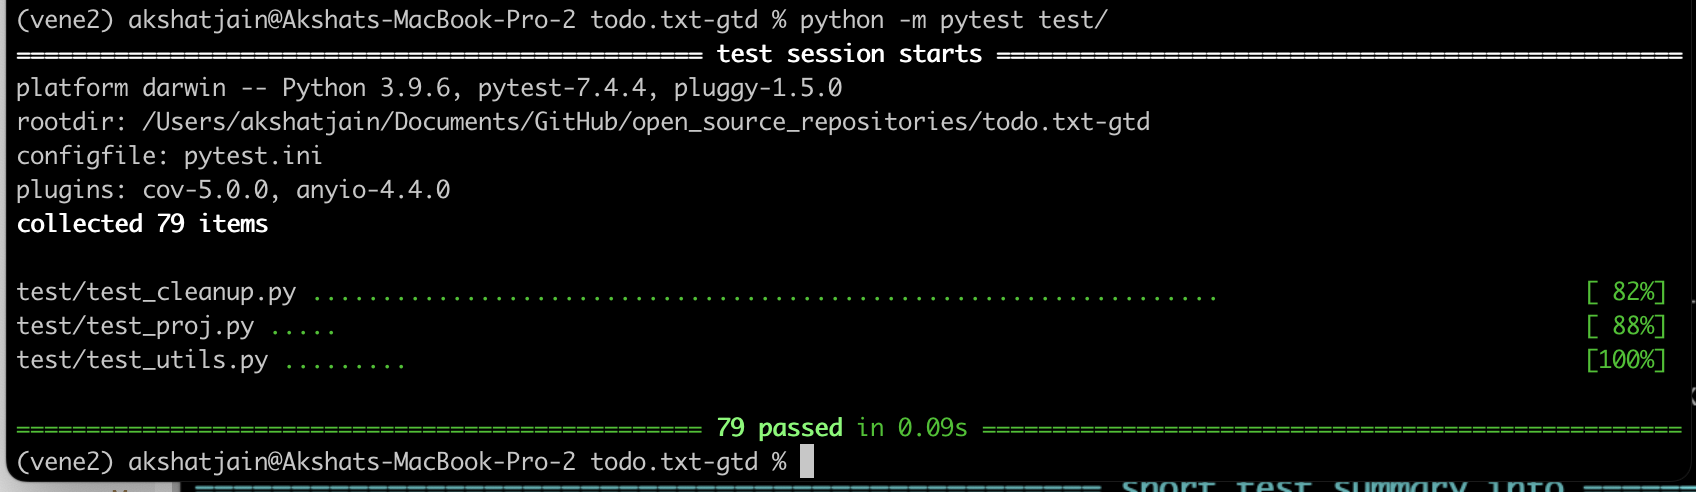 (vene2) akshatjain@Akshats-MacBook-Pro-2 todo.txt-gtd % python -m pytest test/
================================================= test session starts =================================================
platform darwin -- Python 3.9.6, pytest-7.4.4, pluggy-1.5.0
rootdir: /Users/akshatjain/Documents/GitHub/open_source_repositories/todo.txt-gtd
configfile: pytest.ini
plugins: cov-5.0.0, anyio-4.4.0
collected 79 items
test/test_cleanup.py ................................................................. [ 82%]
test/test_proj.py ..... [ 88%]
test/test_utils.py ......... [100%]
================================================= 79 passed in 0.09s ==================================================
(vene2) akshatjain@Akshats-MacBook-Pro-2 todo.txt-gtd %
short test summary info